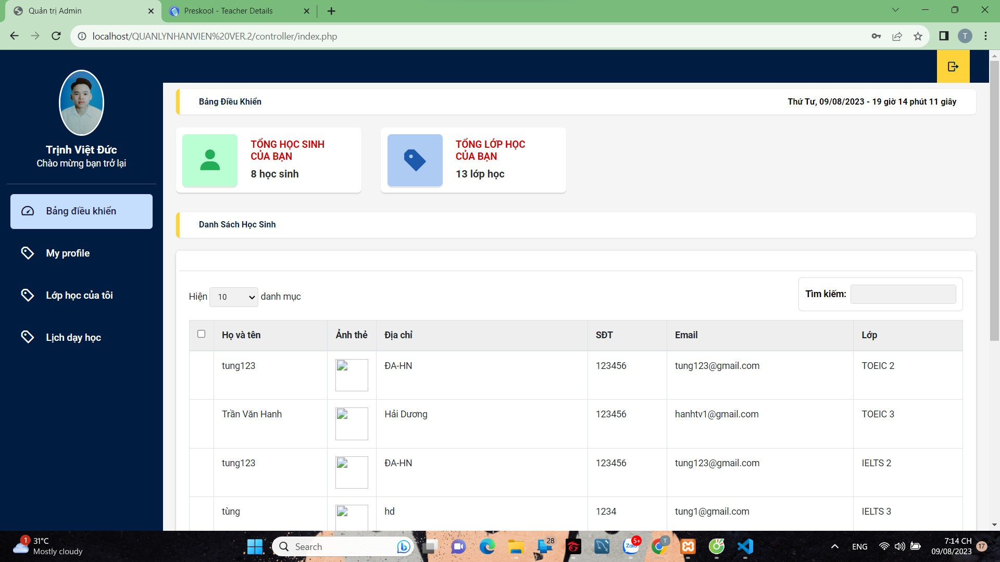 Quản trị Admin
Preskool - Teacher Details
localhost/QUANLYNHANVIEN%20VER.2/controller/index.php
T
Trịnh Việt Đức
Chào mừng bạn trở lại
Bảng điều khiển
My profile
Lớp học của tôi
Lịch dạy học
Bảng Điều Khiển
Thứ Tư, 09/08/2023 - 19 giờ 14 phút 11 giây
TỔNG HỌC SINH
CỦA BẠN
8 học sinh
TỔNG LỚP HỌC
CỦA BẠN
13 lớp học
Danh Sách Học Sinh
Hiện 10 danh mục
Tìm kiếm:
Họ và tên Ảnh thẻ Địa chỉ SĐT Email Lớp
tung123 ĐA-HN 123456 tung123@gmail.com TOEIC 2
Trần Văn Hanh Hải Dương 123456 hanhtv1@gmail.com TOEIC 3
tung123 ĐA-HN 123456 tung123@gmail.com IELTS 2
tùng hd 1234 tung1@gmail.com IELTS 3
1
31°C
Mostly cloudy
Search
28
Zalo
5+
T
ENG
7:14 CH
09/08/2023
17